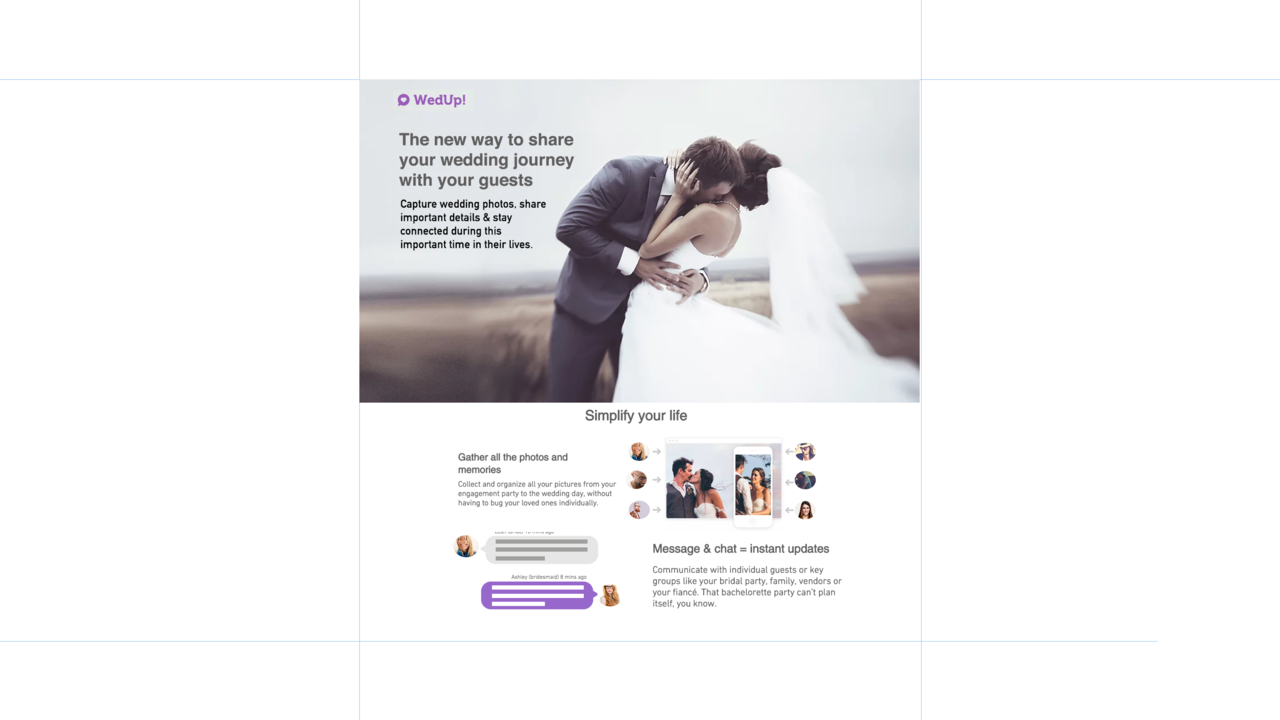 WedUp!
The new way to share
your wedding journey
with your guests
Capture wedding photos, share
important details & stay
connected during this
important time in their lives.
Simplify your life
Gather all the photos and
memories
Collect and organize all your pictures from your
engagement party to the wedding day, without
having to bug your loved ones individually.
mins ago
Ashley (bridesmaid) 8 mins ago
Message & chat = instant updates
Communicate with individual guests or key
groups like your bridal party, family, vendors or
your fiancé. That bachelorette party can't plan
itself, you know.